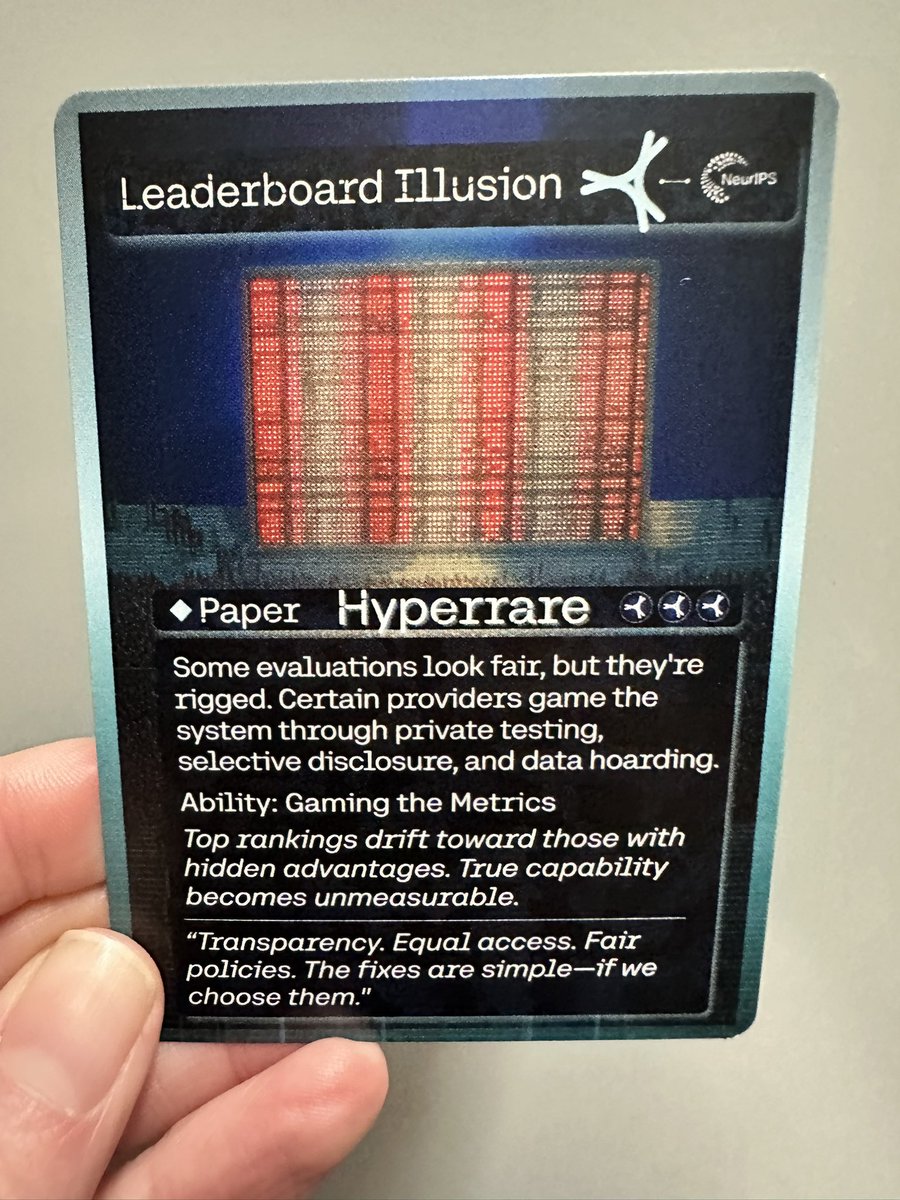 Leaderboard Illusion
NeurIPS
Paper Hyperrare
Some evaluations look fair, but they're
rigged. Certain providers game the
system through private testing,
selective disclosure, and data hoarding.
Ability: Gaming the Metrics
Top rankings drift toward those with
hidden advantages. True capability
becomes unmeasurable.
“Transparency. Equal access. Fair
policies. The fixes are simple—if we
choose them."